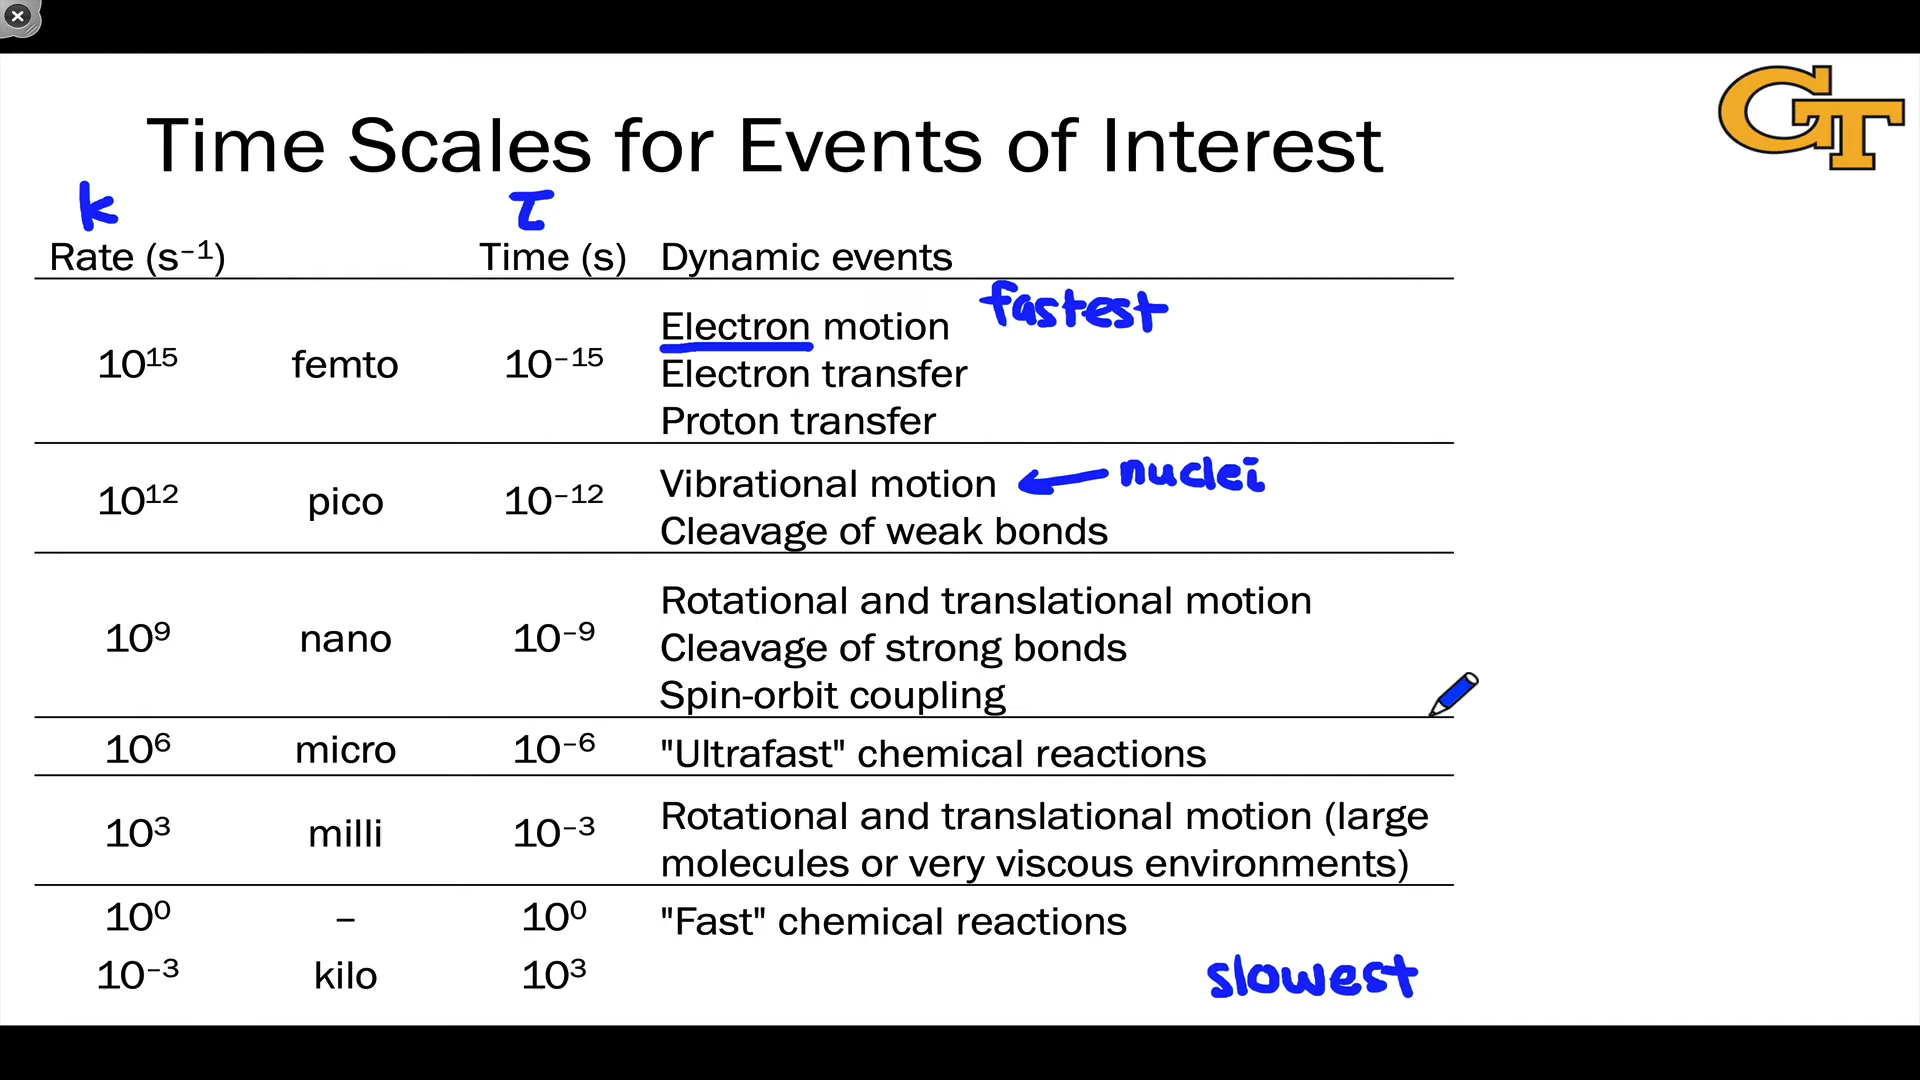 GT
Time Scales for Events of Interest
k τ
Rate (s⁻¹) Time (s) Dynamic events
fastest
Electron motion
10¹⁵ femto 10⁻¹⁵ Electron transfer
Proton transfer
Vibrational motion ← nuclei
10¹² pico 10⁻¹²
Cleavage of weak bonds
Rotational and translational motion
10⁹ nano 10⁻⁹ Cleavage of strong bonds
Spin-orbit coupling
10⁶ micro 10⁻⁶ "Ultrafast" chemical reactions
10³ milli 10⁻³ Rotational and translational motion (large
molecules or very viscous environments)
10⁰ – 10⁰ "Fast" chemical reactions
10⁻³ kilo 10³ slowest